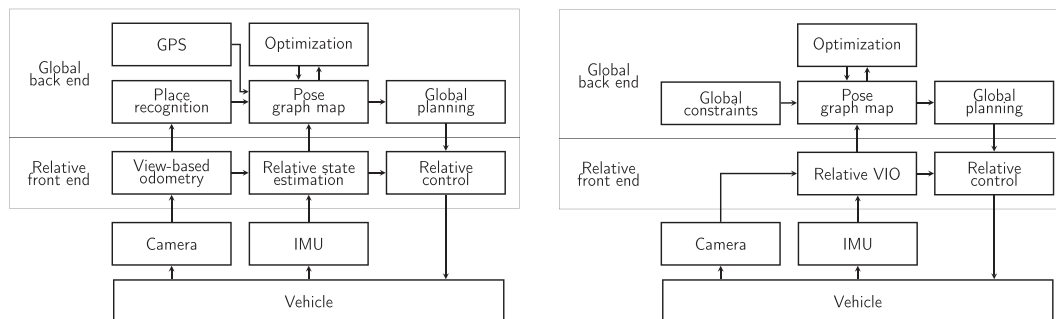 GPS
Optimization
Global
back end
Place
recognition
Pose
graph map
Global
planning
Relative
front end
View-based
odometry
Relative state
estimation
Relative
control
Camera
IMU
Vehicle
Optimization
Global
back end
Global
constraints
Pose
graph map
Global
planning
Relative
front end
Relative VIO
Relative
control
Camera
IMU
Vehicle